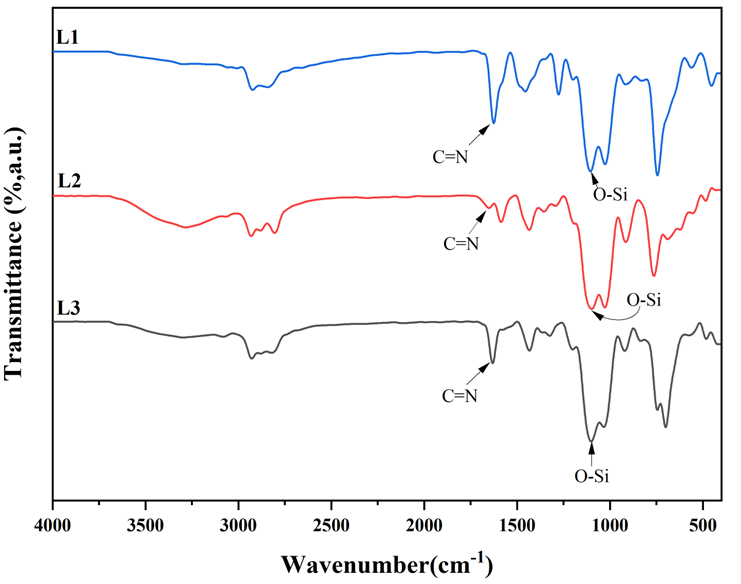 L1
C=N
O-Si
L2
C=N
O-Si
L3
C=N
O-Si
Transmittance (%,a.u.)
4000 3500 3000 2500 2000 1500 1000 500
Wavenumber(cm⁻¹)